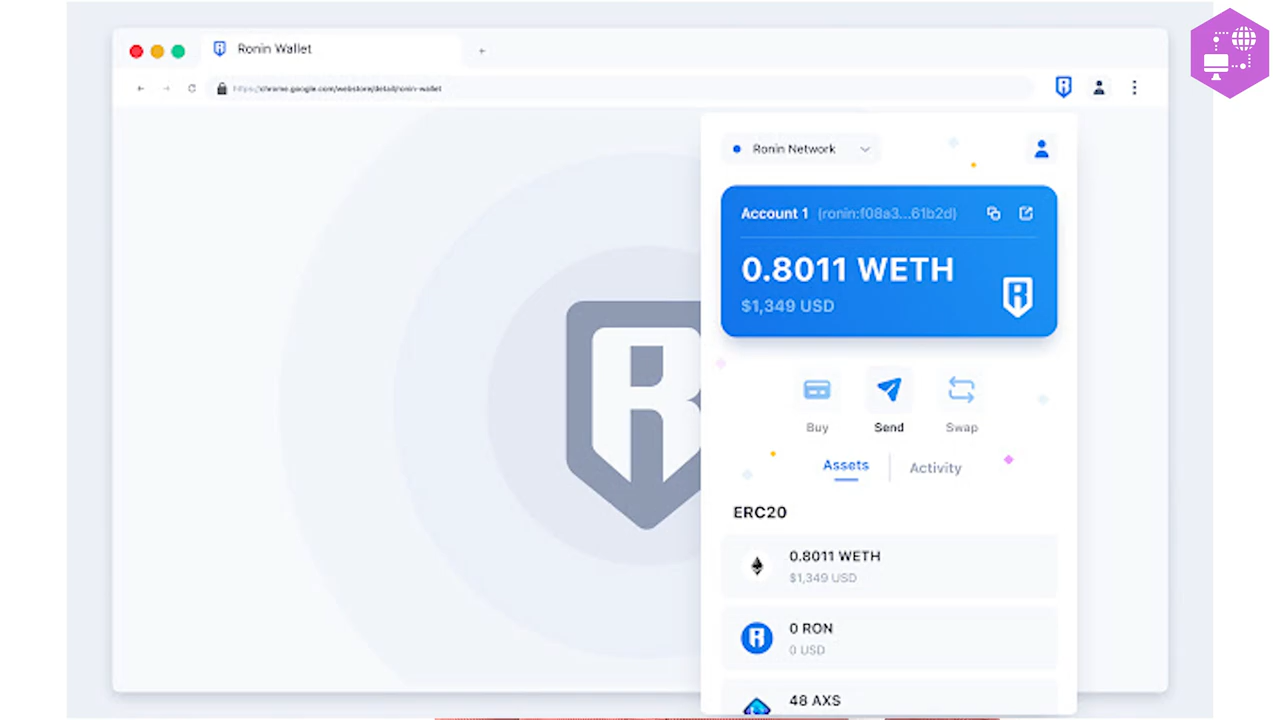 Ronin Wallet
https://chrome.google.com/webstore/detail/ronin-wallet
Ronin Network
Account 1 (ronin:f08a3...61b2d)
0.8011 WETH
$1,349 USD
Buy
Send
Swap
Assets
Activity
ERC20
0.8011 WETH
$1,349 USD
0 RON
0 USD
48 AXS